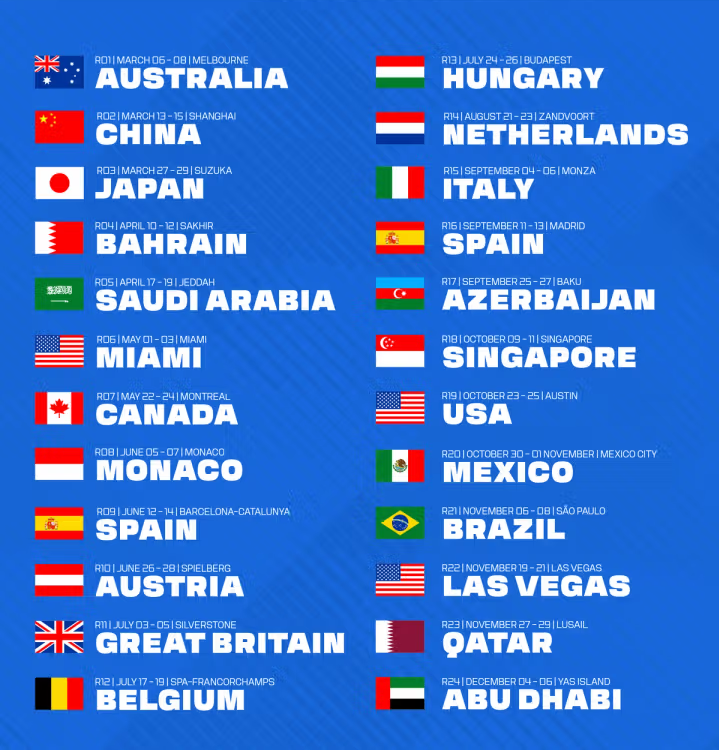 R01 | MARCH 06 - 08 | MELBOURNE
AUSTRALIA
R02 | MARCH 13 - 15 | SHANGHAI
CHINA
R03 | MARCH 27 - 29 | SUZUKA
JAPAN
R04 | APRIL 10 - 12 | SAKHIR
BAHRAIN
R05 | APRIL 17 - 19 | JEDDAH
SAUDI ARABIA
R06 | MAY 01 - 03 | MIAMI
MIAMI
R07 | MAY 22 - 24 | MONTREAL
CANADA
R08 | JUNE 05 - 07 | MONACO
MONACO
R09 | JUNE 12 - 14 | BARCELONA-CATALUNYA
SPAIN
R10 | JUNE 26 - 28 | SPIELBERG
AUSTRIA
R11 | JULY 03 - 05 | SILVERSTONE
GREAT BRITAIN
R12 | JULY 17 - 19 | SPA-FRANCORCHAMPS
BELGIUM
R13 | JULY 24 - 26 | BUDAPEST
HUNGARY
R14 | AUGUST 21 - 23 | ZANDVOORT
NETHERLANDS
R15 | SEPTEMBER 04 - 06 | MONZA
ITALY
R16 | SEPTEMBER 11 - 13 | MADRID
SPAIN
R17 | SEPTEMBER 25 - 27 | BAKU
AZERBAIJAN
R18 | OCTOBER 09 - 11 | SINGAPORE
SINGAPORE
R19 | OCTOBER 23 - 25 | AUSTIN
USA
R20 | OCTOBER 30 - 01 NOVEMBER | MEXICO CITY
MEXICO
R21 | NOVEMBER 06 - 08 | SÃO PAULO
BRAZIL
R22 | NOVEMBER 19 - 21 | LAS VEGAS
LAS VEGAS
R23 | NOVEMBER 27 - 29 | LUSAIL
QATAR
R24 | DECEMBER 04 - 06 | YAS ISLAND
ABU DHABI